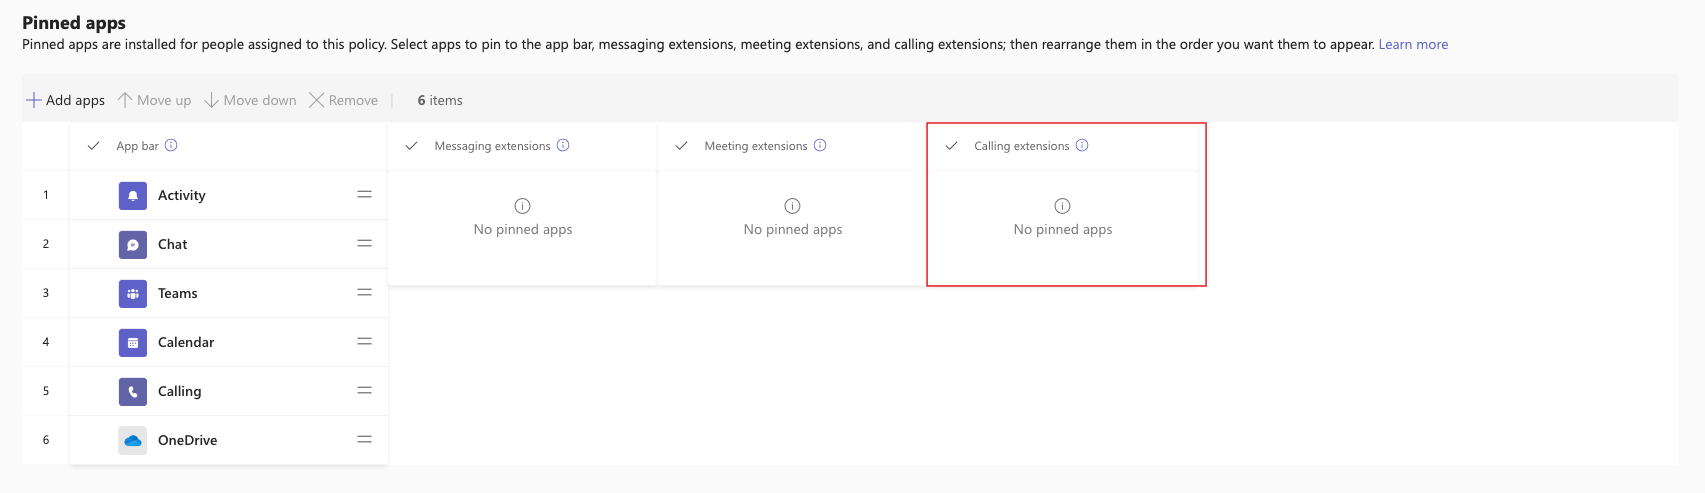 Pinned apps
Pinned apps are installed for people assigned to this policy. Select apps to pin to the app bar, messaging extensions, meeting extensions, and calling extensions; then rearrange them in the order you want them to appear. Learn more
Add apps Move up Move down Remove | 6 items
App bar Messaging extensions Meeting extensions Calling extensions
1 Activity
No pinned apps No pinned apps No pinned apps
2 Chat
3 Teams
4 Calendar
5 Calling
6 OneDrive